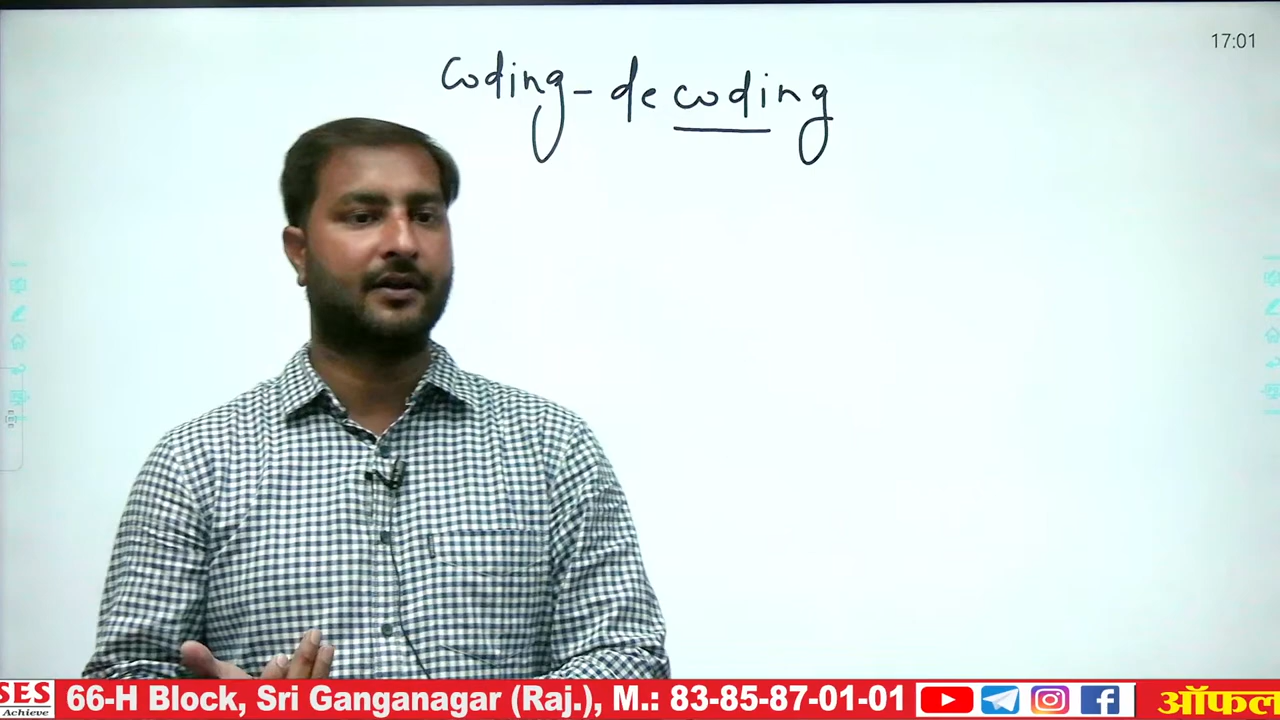 17:01
coding - decoding
SES
Achieve
66-H Block, Sri Ganganagar (Raj.), M.: 83-85-87-01-01
ऑफल